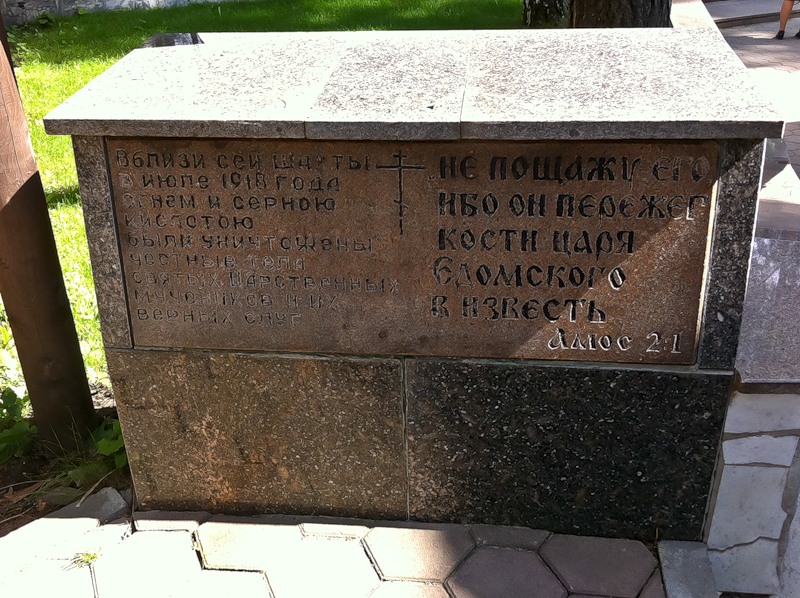 Вблизи сей шахты
в июле 1918 года
огнем и серною
кислотою
были уничтожены
честные тела
святых Царственных
мучеников и их
верных слуг
НЕ ПОЩАЖУ ЕГО
ИБО ОН ПЕРЕЖЕГ
КОСТИ ЦАРЯ
ЕДОМСКОГО
В ИЗВЕСТЬ
Амос 2:1